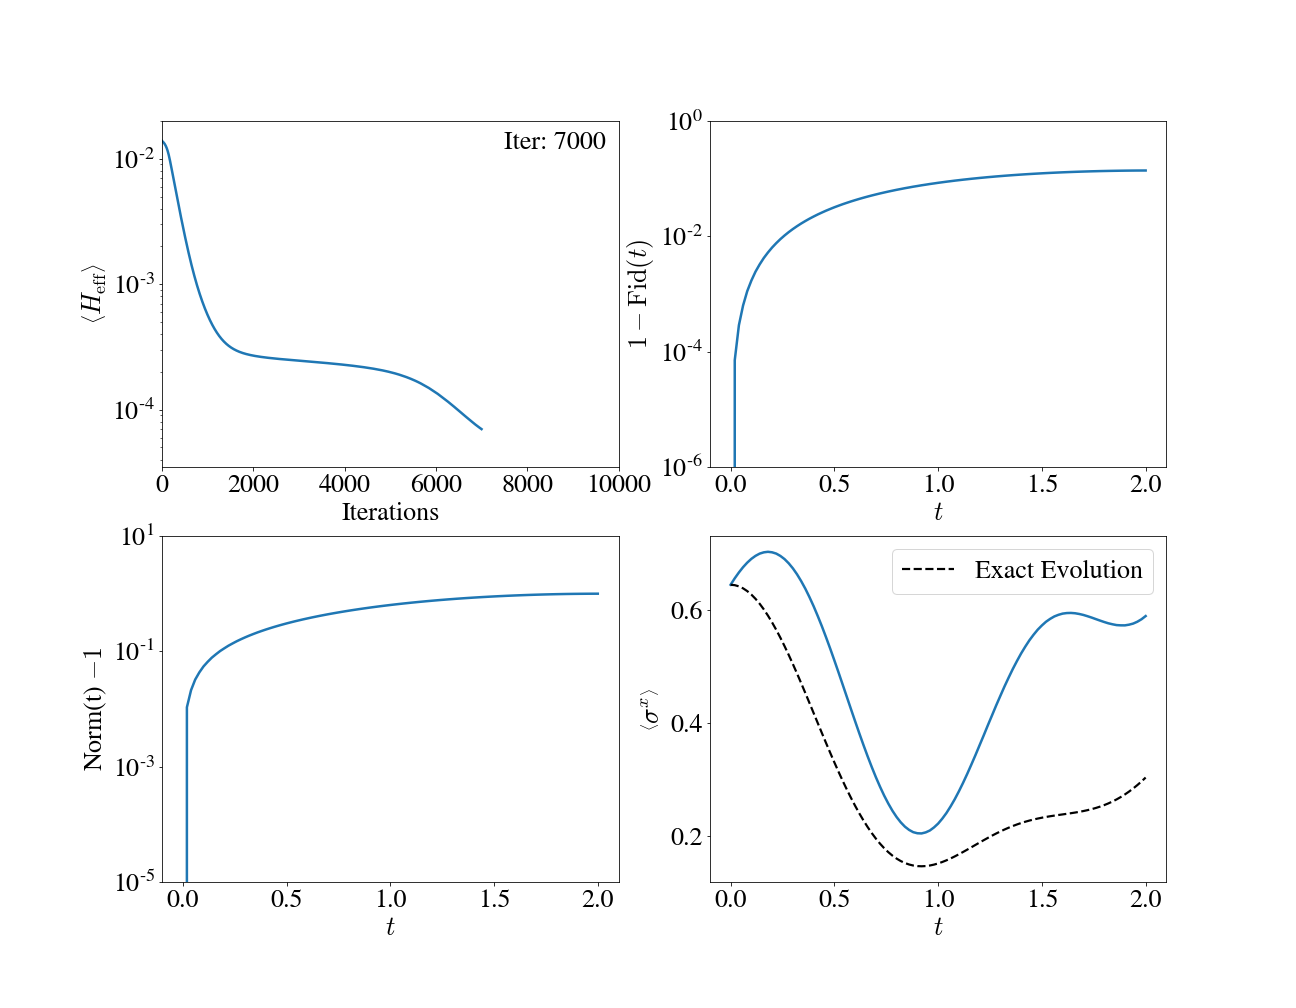 Iter: 7000
10^-2
10^-3
10^-4
⟨H_eff⟩
0 2000 4000 6000 8000 10000
Iterations
10^0
10^-2
10^-4
10^-6
1 − Fid(t)
0.0 0.5 1.0 1.5 2.0
t
10^1
10^-1
10^-3
10^-5
Norm(t) −1
0.0 0.5 1.0 1.5 2.0
t
Exact Evolution
0.6
0.4
0.2
⟨σ^x⟩
0.0 0.5 1.0 1.5 2.0
t